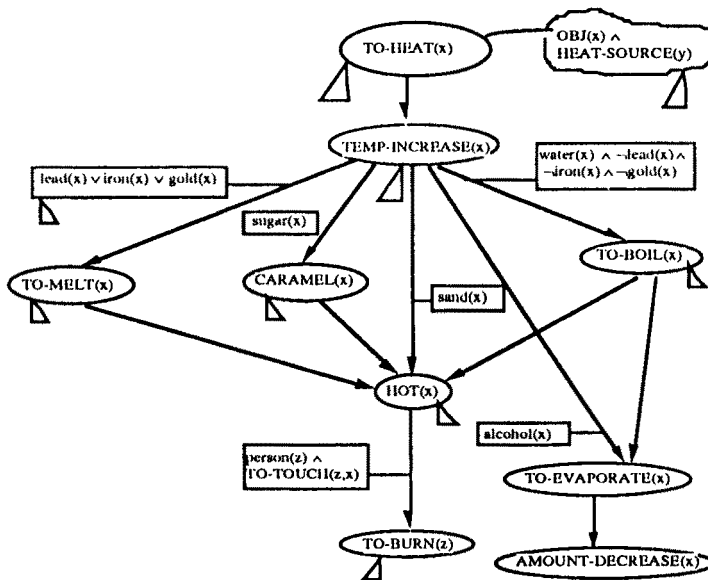 TO-HEAT(x)
OBJ(x) ∧
HEAT-SOURCE(y)
TEMP-INCREASE(x)
lead(x) ∨ iron(x) ∨ gold(x)
water(x) ∧ ¬lead(x) ∧
¬iron(x) ∧ ¬gold(x)
sugar(x)
TO-MELT(x)
CARAMEL(x)
TO-BOIL(x)
sand(x)
HOT(x)
alcohol(x)
person(z) ∧
TO-TOUCH(z,x)
TO-EVAPORATE(x)
TO-BURN(z)
AMOUNT-DECREASE(x)